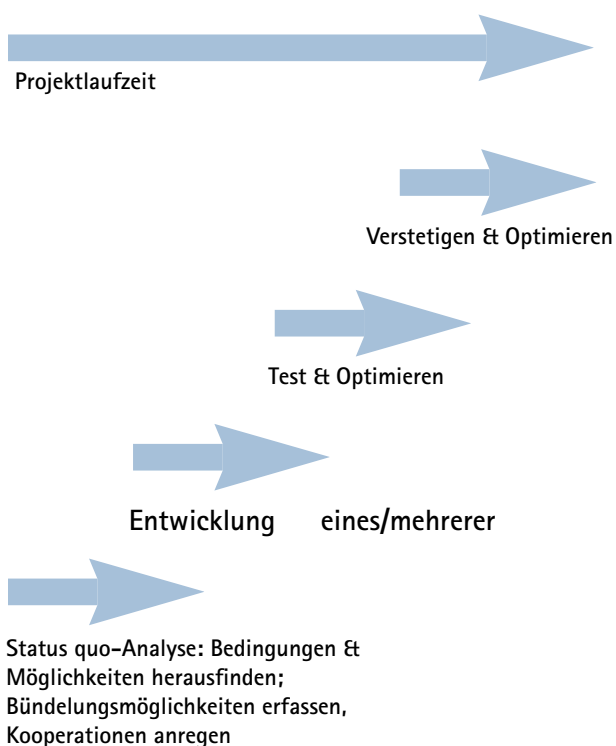 Projektlaufzeit
Verstetigen & Optimieren
Test & Optimieren
Entwicklung eines/mehrerer
Status quo-Analyse: Bedingungen &
Möglichkeiten herausfinden;
Bündelungsmöglichkeiten erfassen,
Kooperationen anregen